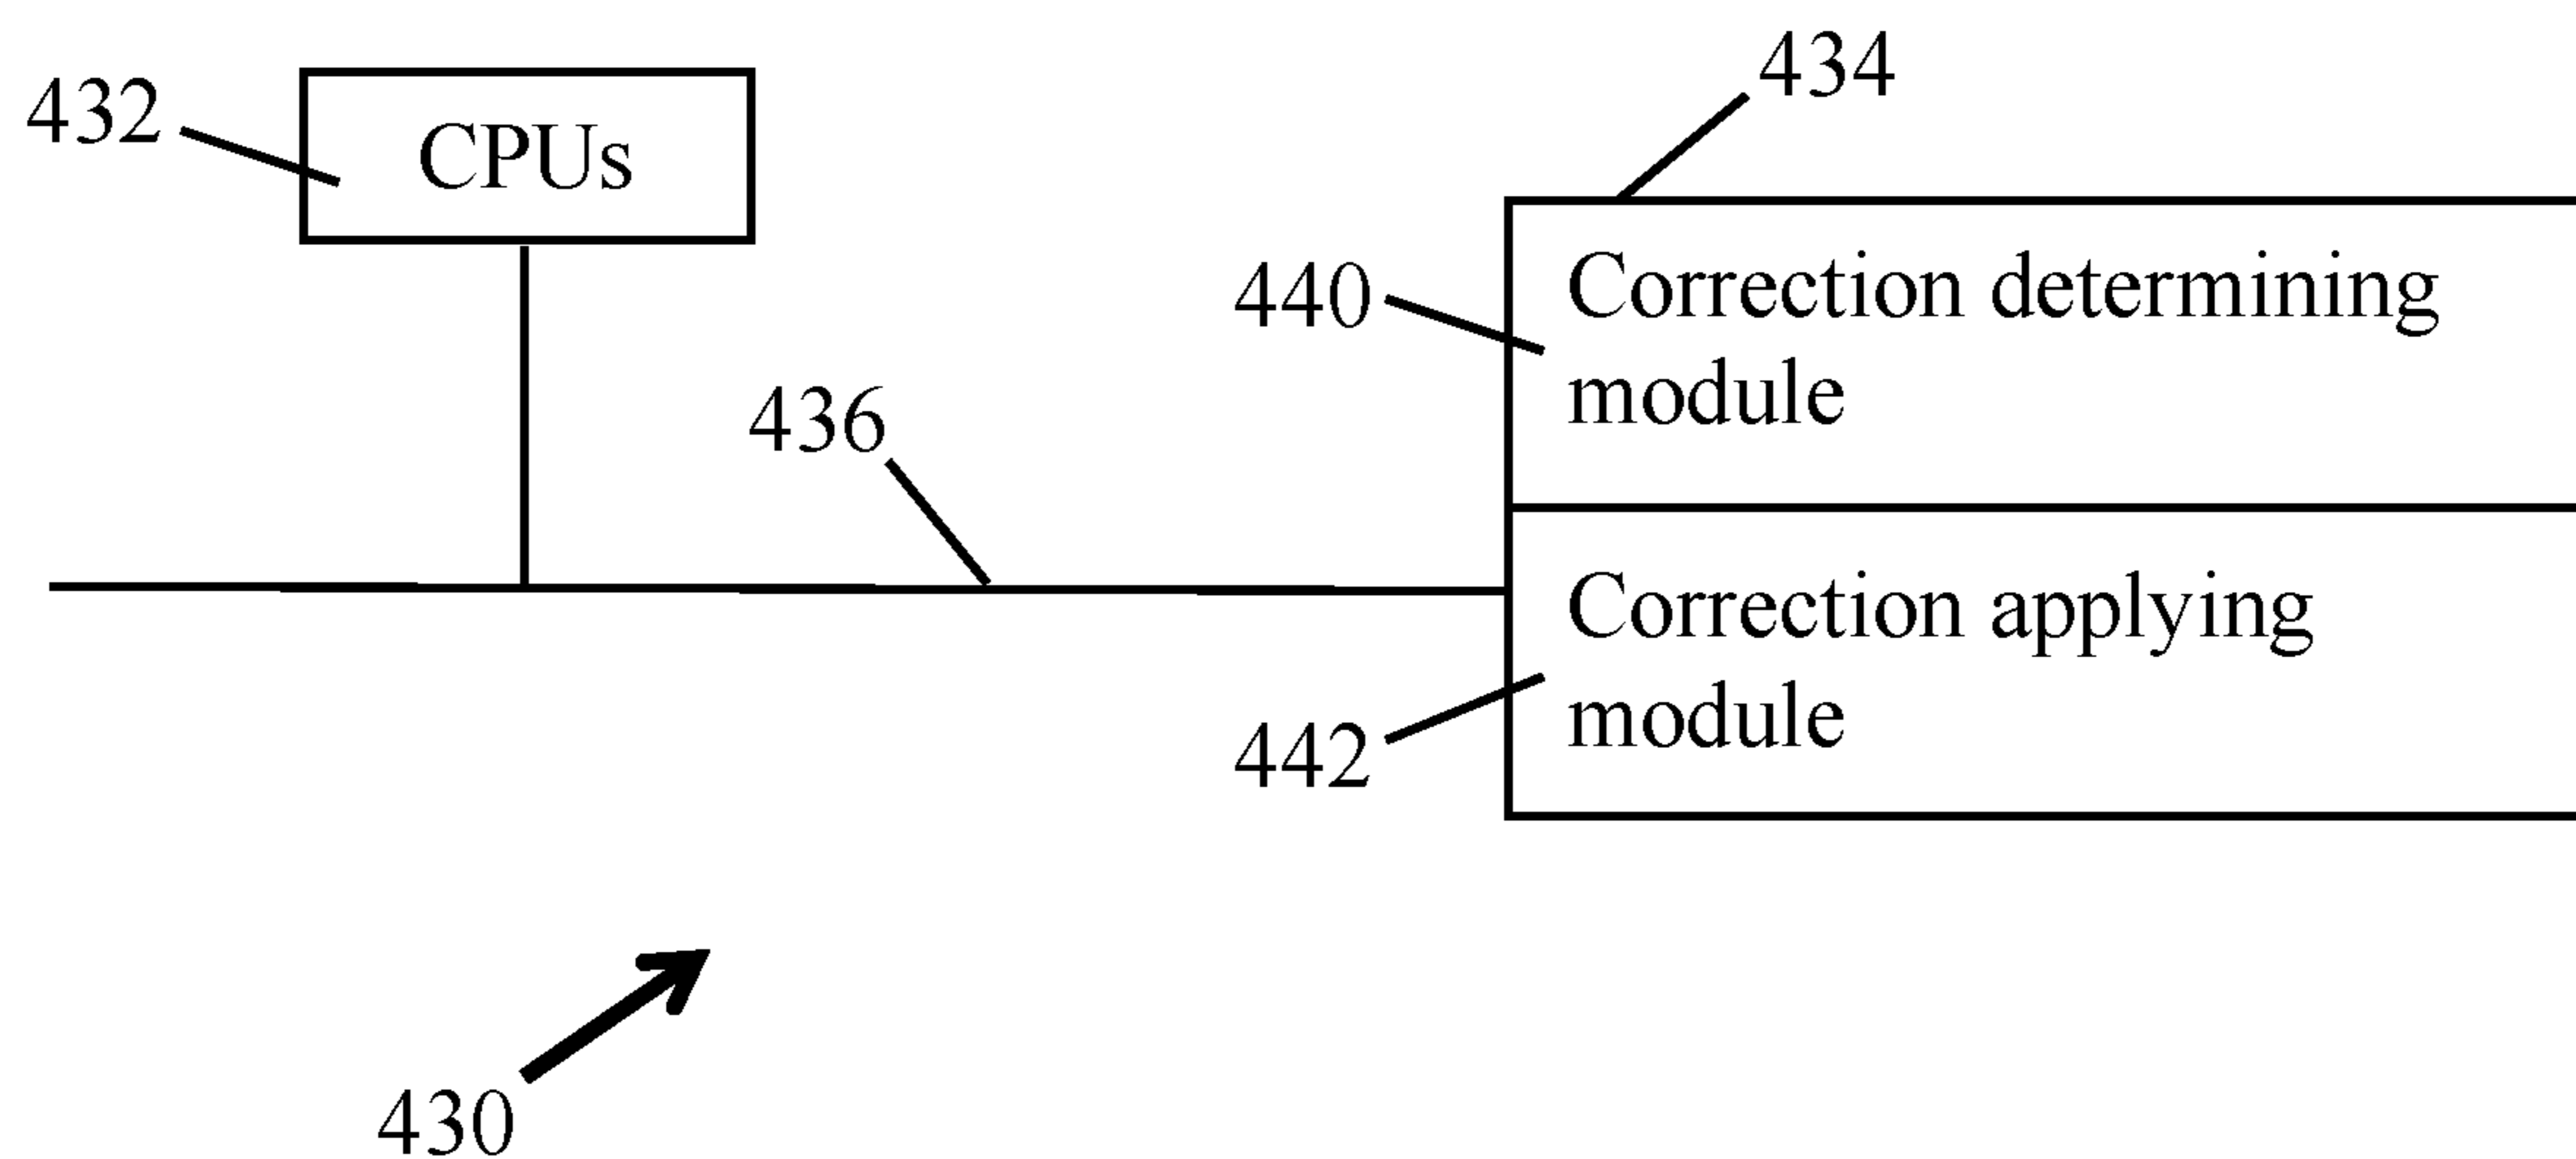 434
432
CPUs
440
Correction determining
module
436
Correction applying
module
442
430